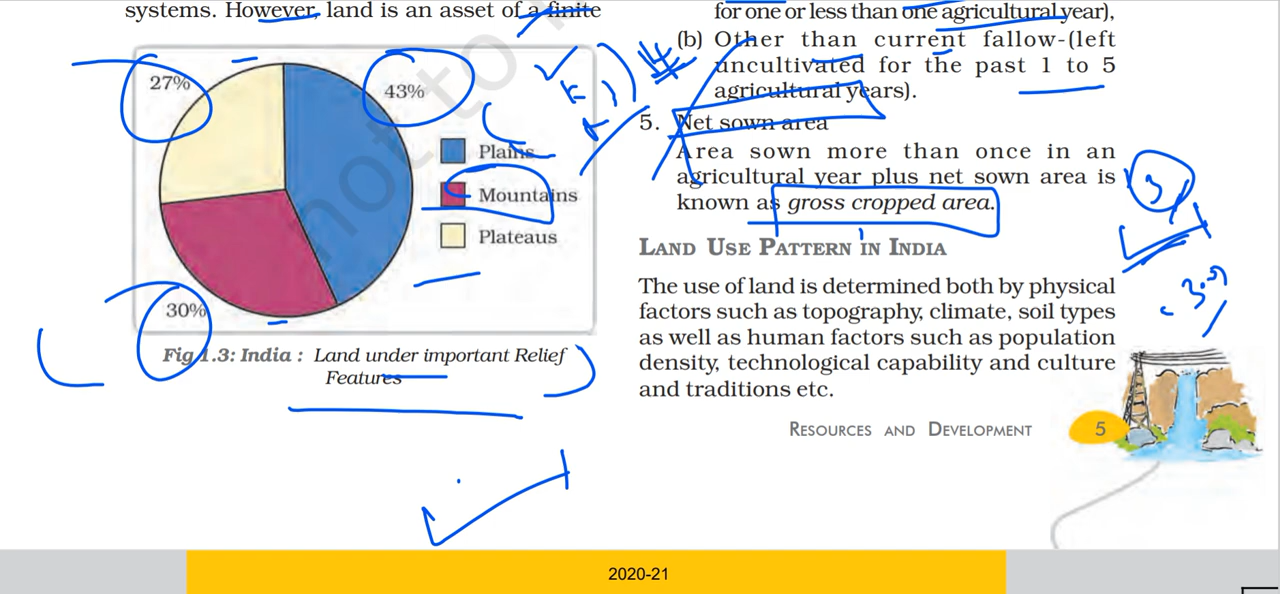 systems. However, land is an asset of a finite
27%
43%
Plains
Mountains
Plateaus
30%
Fig 1.3: India : Land under important Relief
Features
for one or less than one agricultural year),
(b) Other than current fallow-(left
uncultivated for the past 1 to 5
agricultural years).
5. Net sown area
Area sown more than once in an
agricultural year plus net sown area is
known as gross cropped area.
LAND USE PATTERN IN INDIA
The use of land is determined both by physical
factors such as topography, climate, soil types
as well as human factors such as population
density, technological capability and culture
and traditions etc.
RESOURCES AND DEVELOPMENT 5
not to
2020-21